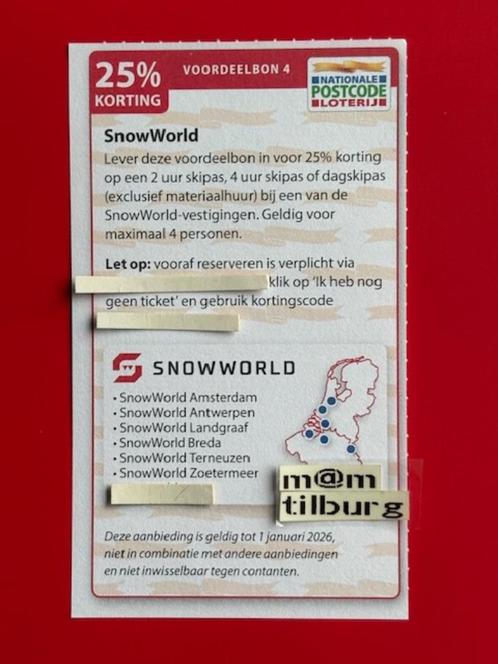 25%
KORTING
VOORDEELBON 4
NATIONALE
POSTCODE
LOTERIJ
SnowWorld
Lever deze voordeelbon in voor 25% korting
op een 2 uur skipas, 4 uur skipas of dagskipas
(exclusief materiaalhuur) bij een van de
SnowWorld-vestigingen. Geldig voor
maximaal 4 personen.
Let op: vooraf reserveren is verplicht via
klik op ‘Ik heb nog
geen ticket’ en gebruik kortingscode
SNOWWORLD
• SnowWorld Amsterdam
• SnowWorld Antwerpen
• SnowWorld Landgraaf
• SnowWorld Breda
• SnowWorld Terneuzen
• SnowWorld Zoetermeer
m@m
tilburg
Deze aanbieding is geldig tot 1 januari 2026,
niet in combinatie met andere aanbiedingen
en niet inwisselbaar tegen contanten.